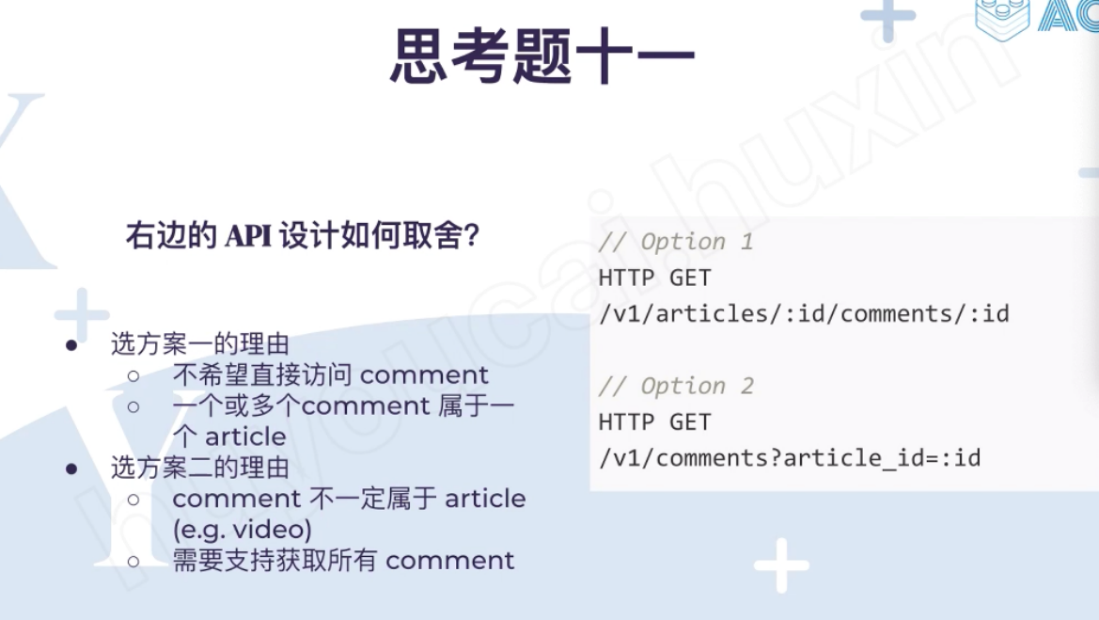 思考题十一
AC
右边的 API 设计如何取舍?
选方案一的理由
不希望直接访问 comment
一个或多个comment 属于一
个 article
选方案二的理由
comment 不一定属于 article
(e.g. video)
需要支持获取所有 comment
// Option 1
HTTP GET
/v1/articles/:id/comments/:id
// Option 2
HTTP GET
/v1/comments?article_id=:id
huyoucai.huxin
X
Y